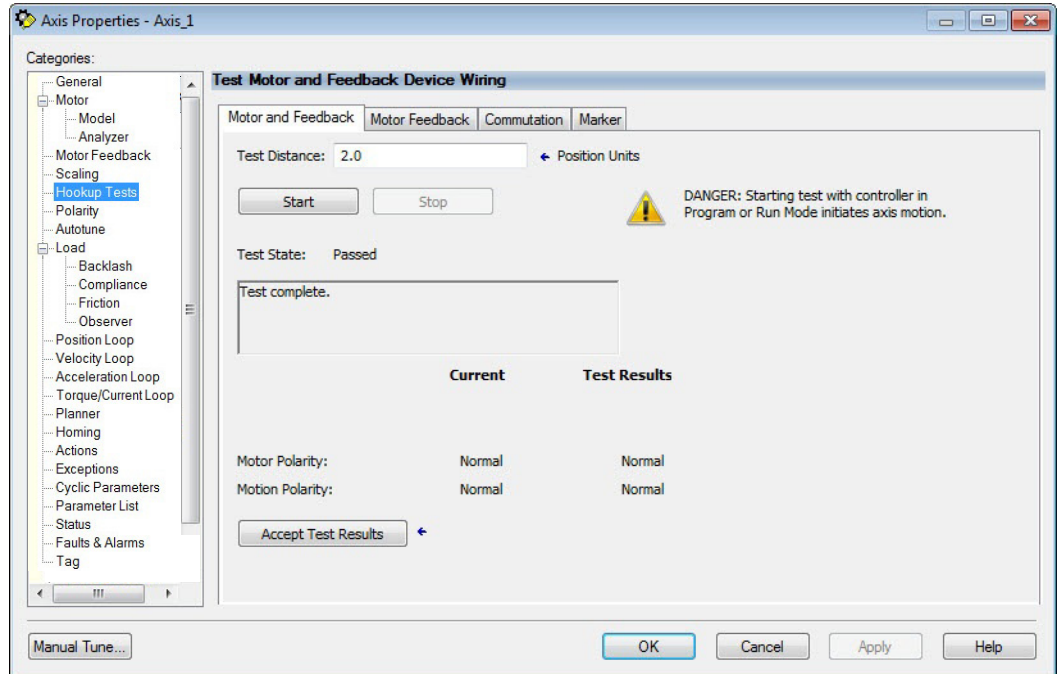 Axis Properties - Axis_1
Categories:
General
Motor
Model
Analyzer
Motor Feedback
Scaling
Hookup Tests
Polarity
Autotune
Load
Backlash
Compliance
Friction
Observer
Position Loop
Velocity Loop
Acceleration Loop
Torque/Current Loop
Planner
Homing
Actions
Exceptions
Cyclic Parameters
Parameter List
Status
Faults & Alarms
Tag
Test Motor and Feedback Device Wiring
Motor and Feedback Motor Feedback Commutation Marker
Test Distance: 2.0 Position Units
Start Stop
DANGER: Starting test with controller in
Program or Run Mode initiates axis motion.
Test State: Passed
Test complete.
Current Test Results
Motor Polarity: Normal Normal
Motion Polarity: Normal Normal
Accept Test Results
Manual Tune... OK Cancel Apply Help